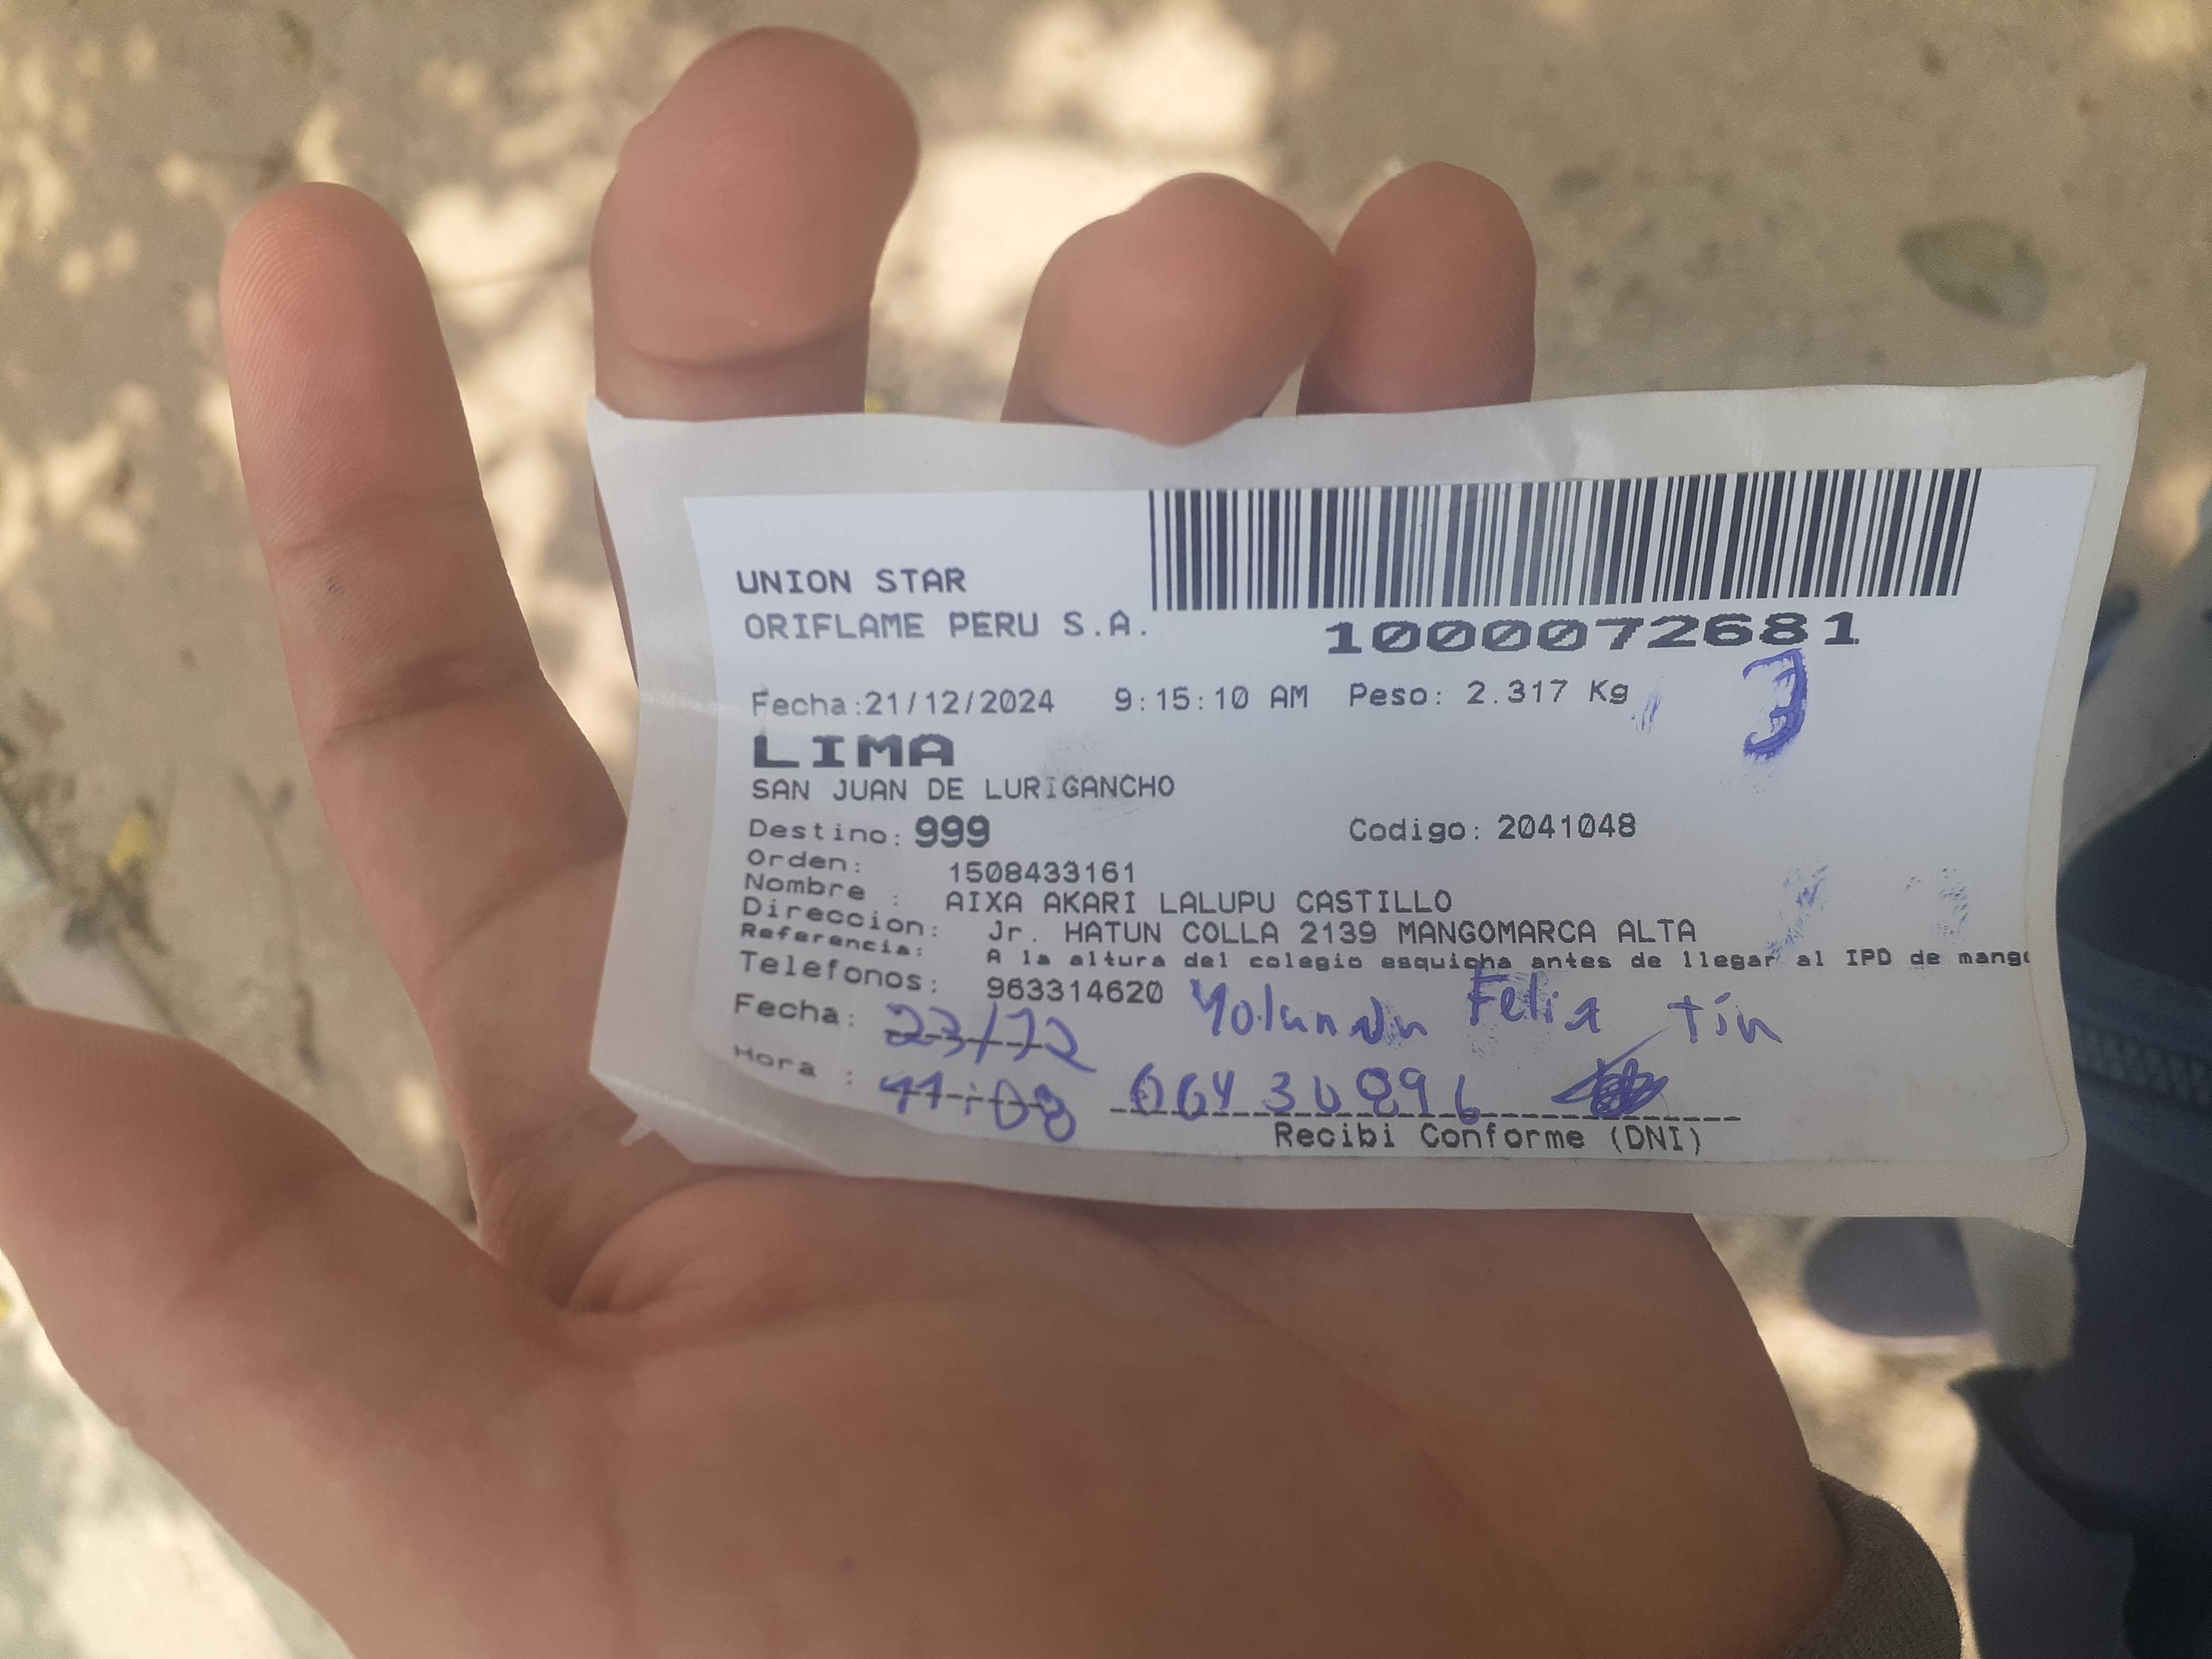 UNION STAR
ORIFLAME PERU S.A.
1000072681
3
Fecha:21/12/2024 9:15:10 AM Peso: 2.317 Kg
LIMA
SAN JUAN DE LURIGANCHO
Destino: 999 Codigo: 2041048
Orden: 1508433161
Nombre : AIXA AKARI LALUPU CASTILLO
Direccion: Jr. HATUN COLLA 2139 MANGOMARCA ALTA
Referencia: A la altura del colegio esquicha antes de llegar al IPD de mang
Telefonos: 963314620
Fecha: 23/12 Felix Tín
Hora : 11:08
Recibi Conforme (DNI)